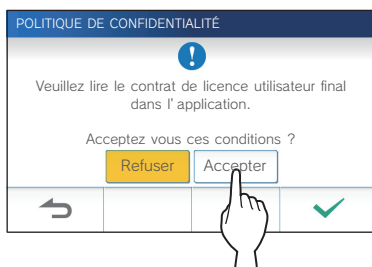 POLITIQUE DE CONFIDENTIALITÉ
Veuillez lire le contrat de licence utilisateur final
dans l'application.
Acceptez vous ces conditions ?
Refuser Accepter